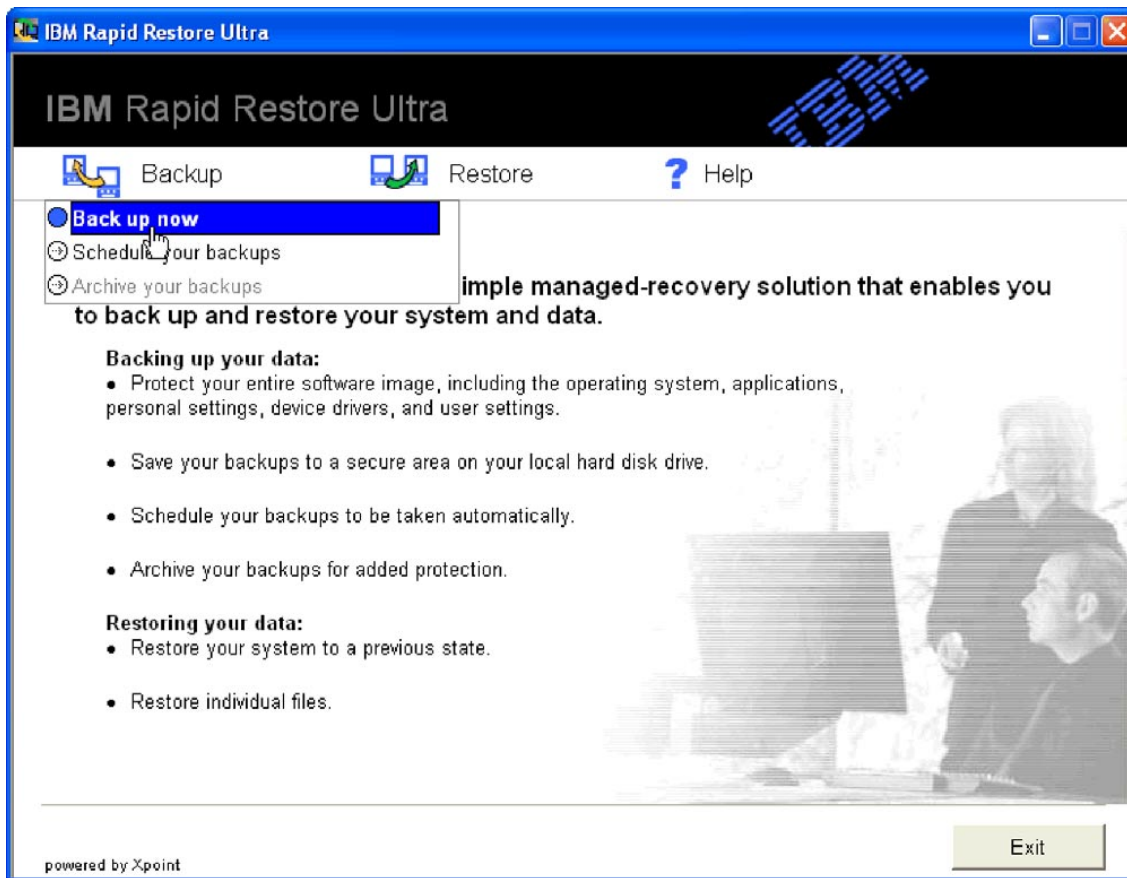 IBM Rapid Restore Ultra
IBM Rapid Restore Ultra
IBM
Backup
Restore
? Help
Back up now
Schedule your backups
Archive your backups
imple managed-recovery solution that enables you
to back up and restore your system and data.
Backing up your data:
• Protect your entire software image, including the operating system, applications,
personal settings, device drivers, and user settings.
• Save your backups to a secure area on your local hard disk drive.
• Schedule your backups to be taken automatically.
• Archive your backups for added protection.
Restoring your data:
• Restore your system to a previous state.
• Restore individual files.
Exit
powered by Xpoint